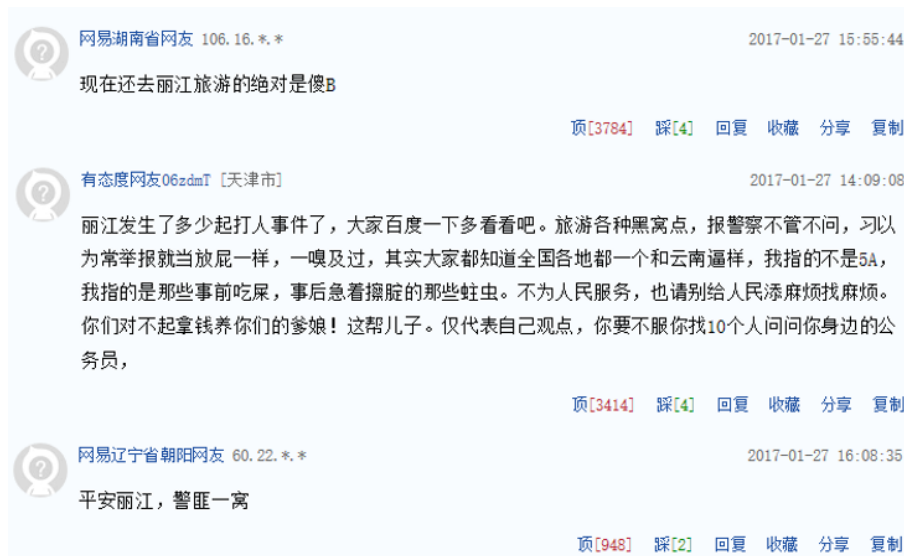 网易湖南省网友 106.16.*.* 2017-01-27 15:55:44
现在还去丽江旅游的绝对是傻B
顶[3784] 踩[4] 回复 收藏 分享 复制
有态度网友06zdmT [天津市] 2017-01-27 14:09:08
丽江发生了多少起打人事件了，大家百度一下多看看吧。旅游各种黑窝点，报警察不管不问，习以
为常举报就当放屁一样，一嗅及过，其实大家都知道全国各地都一个和云南逼样，我指的不是5A，
我指的是那些事前吃屎，事后急着擦腚的那些蛀虫。不为人民服务，也请别给人民添麻烦找麻烦。
你们对不起拿钱养你们的爹娘！这帮儿子。仅代表自己观点，你要不服你找10个人问问你身边的公
务员，
顶[3414] 踩[4] 回复 收藏 分享 复制
网易辽宁省朝阳网友 60.22.*.* 2017-01-27 16:08:35
平安丽江，警匪一窝
顶[948] 踩[2] 回复 收藏 分享 复制